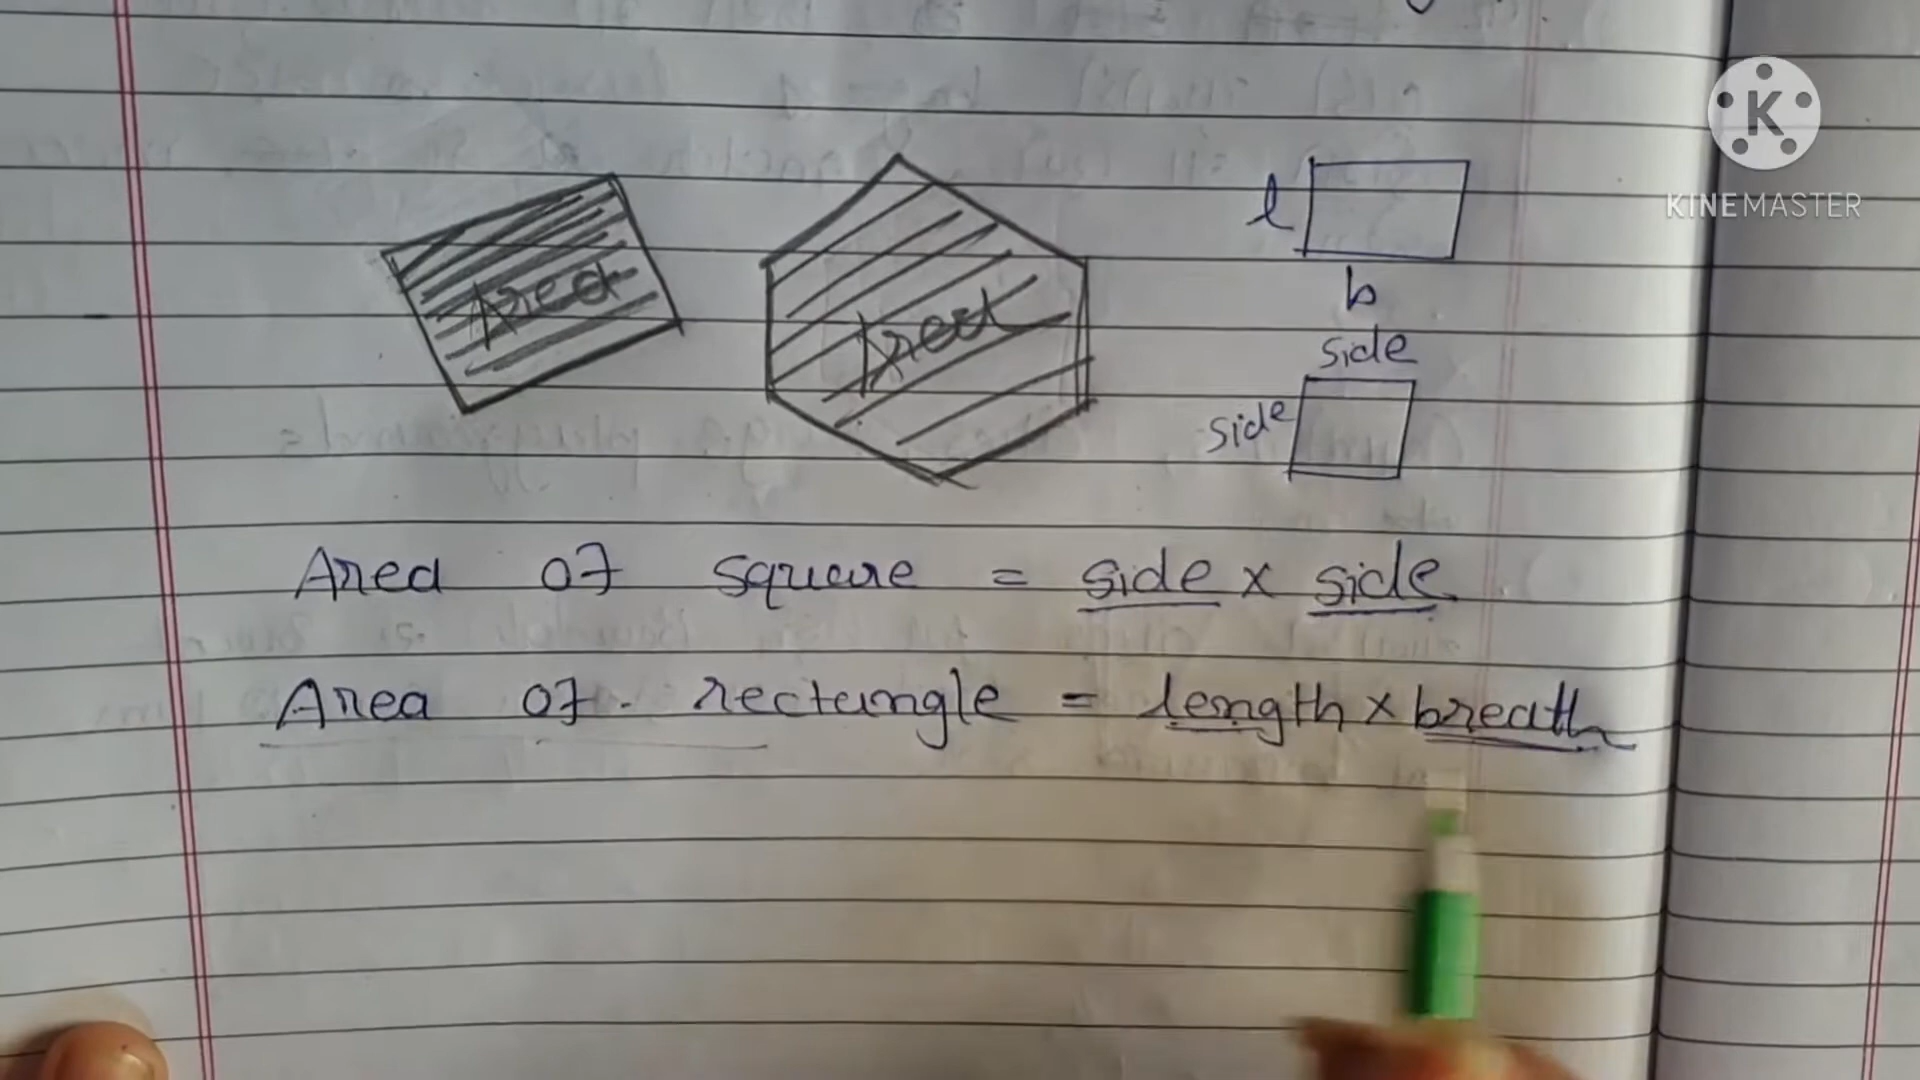 K
KINEMASTER
Area
Area
l
b
side
side
Area of square = side x side
Area of rectangle = length x breath